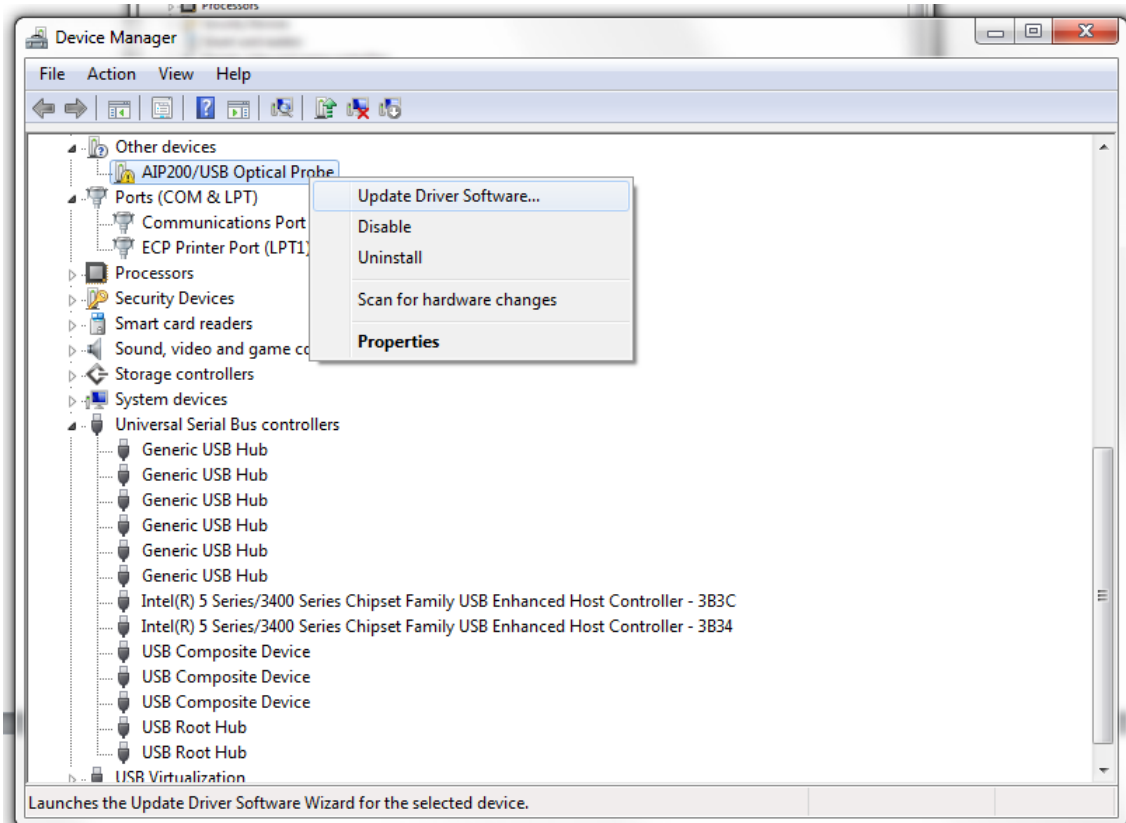 Processors
Device Manager
File Action View Help
Other devices
AIP200/USB Optical Probe
Ports (COM & LPT)
Communications Port
ECP Printer Port (LPT1)
Processors
Security Devices
Smart card readers
Sound, video and game
Storage controllers
System devices
Universal Serial Bus controllers
Generic USB Hub
Generic USB Hub
Generic USB Hub
Generic USB Hub
Generic USB Hub
Generic USB Hub
Intel(R) 5 Series/3400 Series Chipset Family USB Enhanced Host Controller - 3B3C
Intel(R) 5 Series/3400 Series Chipset Family USB Enhanced Host Controller - 3B34
USB Composite Device
USB Composite Device
USB Composite Device
USB Root Hub
USB Root Hub
USB Virtualization
Update Driver Software...
Disable
Uninstall
Scan for hardware changes
Properties
Launches the Update Driver Software Wizard for the selected device.